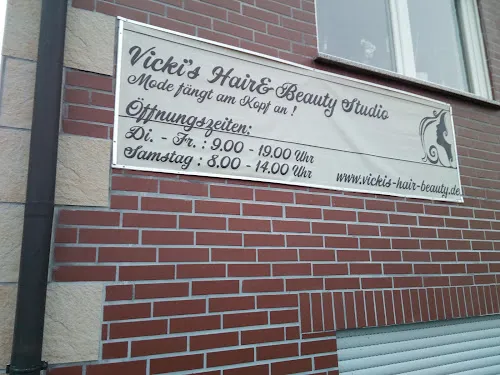 Vicki's Hair&Beauty Studio
Mode fängt am Kopf an !
Öffnungszeiten:
Di. - Fr. : 9.00 - 19.00 Uhr
Samstag : 8.00 - 14.00 Uhr
www.vickis-hair-beauty.de